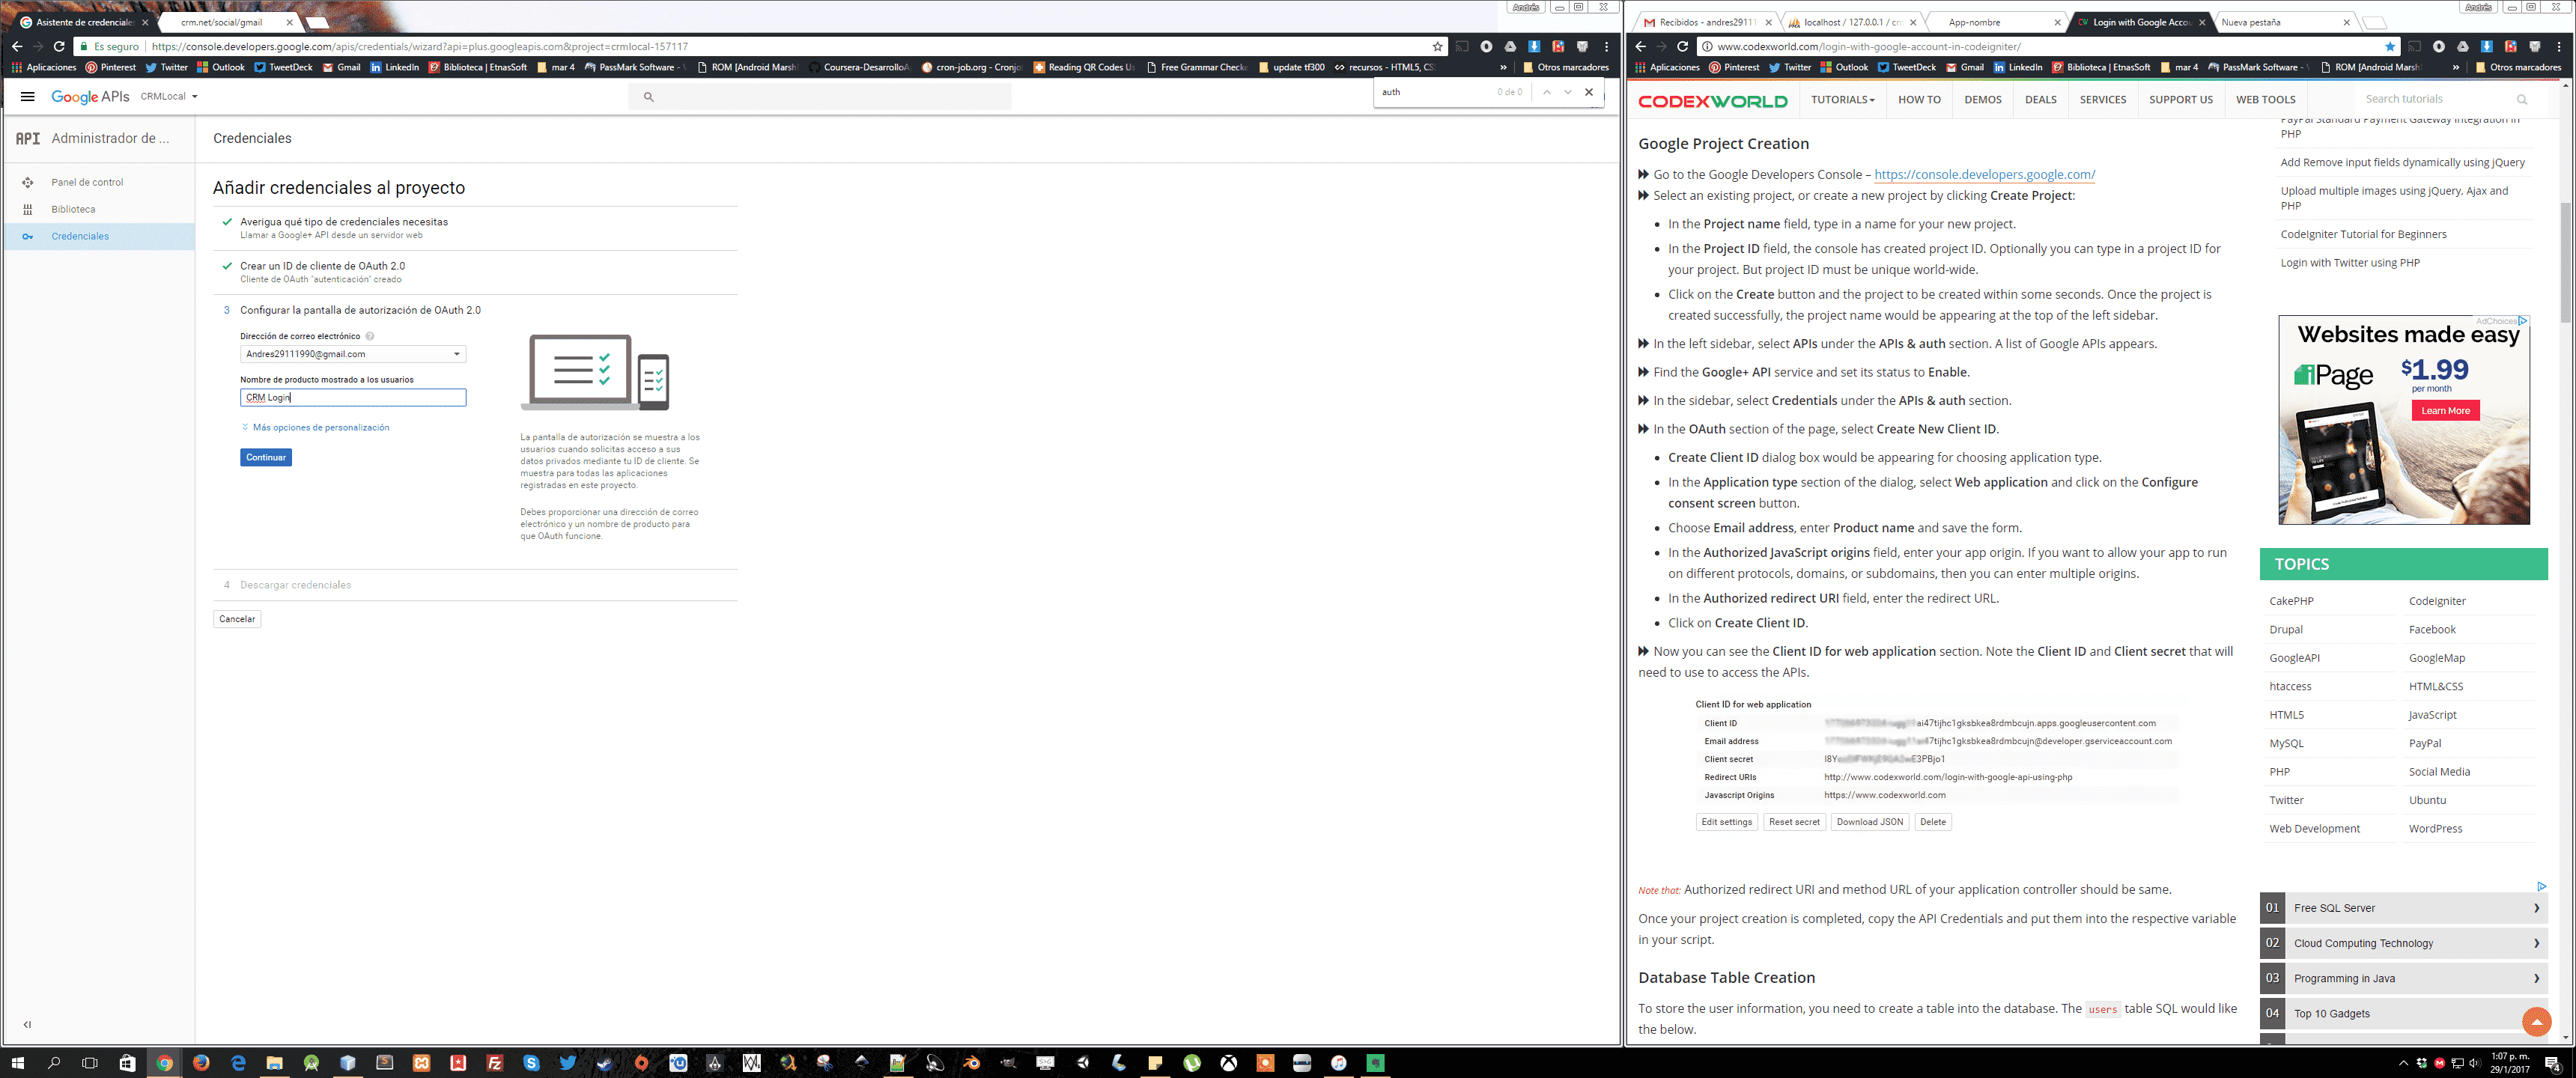 Asistente de credenciale
crm.net/social/gmail
Andrés
Es seguro
https://console.developers.google.com/apis/credentials/wizard?api=plus.googleapis.com&project=crmlocal-157117
Aplicaciones
Pinterest
Twitter
Outlook
TweetDeck
Gmail
LinkedIn
Biblioteca | EtnasSoft
mar 4
PassMark Software -
ROM [Android Marsh
Coursera-Desarrollo
cron-job.org - Cronjo
Reading QR Codes Us
Free Grammar Checke
update tf300
recursos - HTML5, CS
»
Otros marcadores
Google APIs
CRMLocal
auth
0 de 0
API
Administrador de ...
Panel de control
Biblioteca
Credenciales
Credenciales
Añadir credenciales al proyecto
Averigua qué tipo de credenciales necesitas
Llamar a Google+ API desde un servidor web
Crear un ID de cliente de OAuth 2.0
Cliente de OAuth "autenticación" creado
3 Configurar la pantalla de autorización de OAuth 2.0
Dirección de correo electrónico
Andres29111990@gmail.com
Nombre de producto mostrado a los usuarios
CRM Login
Más opciones de personalización
Continuar
La pantalla de autorización se muestra a los
usuarios cuando solicitas acceso a sus
datos privados mediante tu ID de cliente. Se
muestra para todas las aplicaciones
registradas en este proyecto.
Debes proporcionar una dirección de correo
electrónico y un nombre de producto para
que OAuth funcione.
4 Descargar credenciales
Cancelar
Recibidos - andres2911
localhost / 127.0.0.1 / cr
App-nombre
Login with Google Acco
Nueva pestaña
Andrés
www.codexworld.com/login-with-google-account-in-codeigniter/
Aplicaciones
Pinterest
Twitter
Outlook
TweetDeck
Gmail
LinkedIn
Biblioteca | EtnasSoft
mar 4
PassMark Software -
ROM [Android Marsh
»
Otros marcadores
CODEXWORLD
TUTORIALS
HOW TO
DEMOS
DEALS
SERVICES
SUPPORT US
WEB TOOLS
Search tutorials
Google Project Creation
Go to the Google Developers Console – https://console.developers.google.com/
Select an existing project, or create a new project by clicking Create Project:
In the Project name field, type in a name for your new project.
In the Project ID field, the console has created project ID. Optionally you can type in a project ID for
your project. But project ID must be unique world-wide.
Click on the Create button and the project to be created within some seconds. Once the project is
created successfully, the project name would be appearing at the top of the left sidebar.
In the left sidebar, select APIs under the APIs & auth section. A list of Google APIs appears.
Find the Google+ API service and set its status to Enable.
In the sidebar, select Credentials under the APIs & auth section.
In the OAuth section of the page, select Create New Client ID.
Create Client ID dialog box would be appearing for choosing application type.
In the Application type section of the dialog, select Web application and click on the Configure
consent screen button.
Choose Email address, enter Product name and save the form.
In the Authorized JavaScript origins field, enter your app origin. If you want to allow your app to run
on different protocols, domains, or subdomains, then you can enter multiple origins.
In the Authorized redirect URI field, enter the redirect URL.
Click on Create Client ID.
Now you can see the Client ID for web application section. Note the Client ID and Client secret that will
need to use to access the APIs.
Client ID for web application
Client ID ai47tijhc1gksbkea8rdmbcujn.apps.googleusercontent.com
Email address 47tijhc1gksbkea8rdmbcujn@developer.gserviceaccount.com
Client secret I8Y E3PBjo1
Redirect URIs http://www.codexworld.com/login-with-google-api-using-php
Javascript Origins https://www.codexworld.com
Edit settings
Reset secret
Download JSON
Delete
Note that: Authorized redirect URI and method URL of your application controller should be same.
Once your project creation is completed, copy the API Credentials and put them into the respective variable
in your script.
Database Table Creation
To store the user information, you need to create a table into the database. The users table SQL would like
the below.
PayPal Standard Payment Gateway Integration in
PHP
Add Remove input fields dynamically using jQuery
Upload multiple images using jQuery, Ajax and
PHP
CodeIgniter Tutorial for Beginners
Login with Twitter using PHP
AdChoices
Websites made easy
iPage
$1.99
per month
Learn More
TOPICS
CakePHP
CodeIgniter
Drupal
Facebook
GoogleAPI
GoogleMap
htaccess
HTML&CSS
HTML5
JavaScript
MySQL
PayPal
PHP
Social Media
Twitter
Ubuntu
Web Development
WordPress
01 Free SQL Server
02 Cloud Computing Technology
03 Programming in Java
04 Top 10 Gadgets
1:07 p. m.
29/1/2017